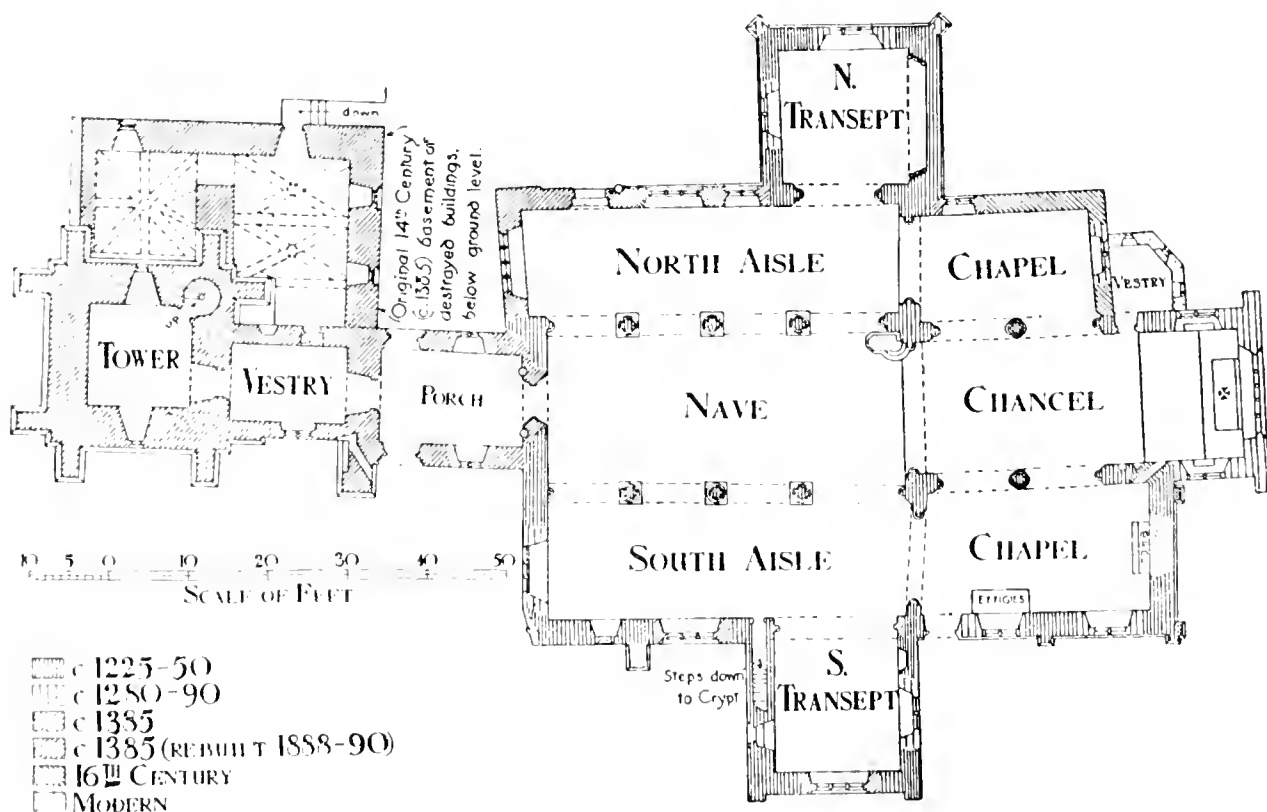 N.
TRANSEPT
down
(Original 14th Century
(c 1385) basement of
destroyed buildings,
below ground level.
NORTH AISLE
CHAPEL
VESTRY
UP
TOWER
VESTRY
PORCH
NAVE
CHANCEL
SOUTH AISLE
CHAPEL
EFFIGIES
10 5 0 10 20 30 40 50
SCALE OF FEET
Steps down
to Crypt
S.
TRANSEPT
c 1225-50
c 1280-90
c 1385
c 1385 (REBUILT 1888-90)
16TH CENTURY
MODERN